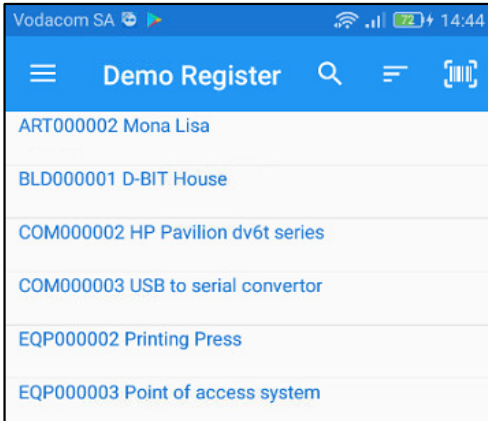 Vodacom SA 72 14:44
Demo Register
ART000002 Mona Lisa
BLD000001 D-BIT House
COM000002 HP Pavilion dv6t series
COM000003 USB to serial convertor
EQP000002 Printing Press
EQP000003 Point of access system